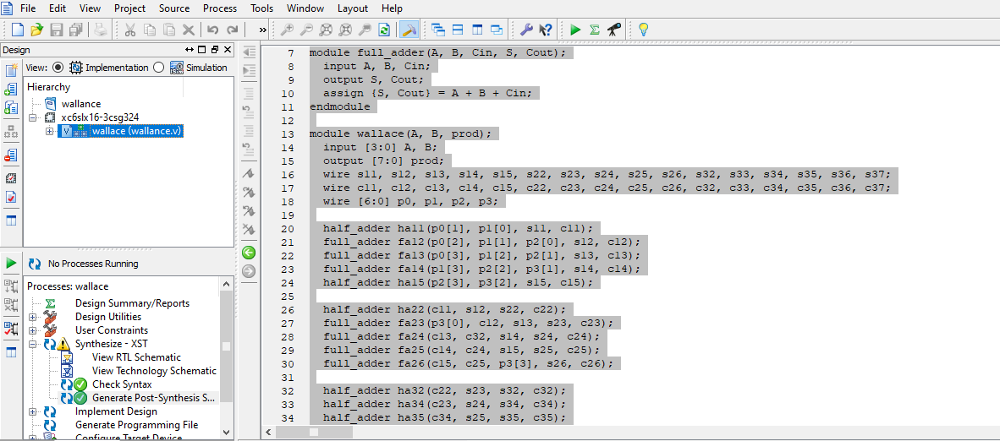 File Edit View Project Source Process Tools Window Layout Help
»
Design
View: Implementation Simulation
Hierarchy
wallance
xc6slx16-3csg324
wallace (wallance.v)
No Processes Running
Processes: wallace
Design Summary/Reports
Design Utilities
User Constraints
Synthesize - XST
View RTL Schematic
View Technology Schematic
Check Syntax
Generate Post-Synthesis S...
Implement Design
Generate Programming File
Configure Target Device
7 module full_adder(A, B, Cin, S, Cout);
8 input A, B, Cin;
9 output S, Cout;
10 assign {S, Cout} = A + B + Cin;
11 endmodule
12
13 module wallace(A, B, prod);
14 input [3:0] A, B;
15 output [7:0] prod;
16 wire s11, s12, s13, s14, s15, s22, s23, s24, s25, s26, s32, s33, s34, s35, s36, s37;
17 wire c11, c12, c13, c14, c15, c22, c23, c24, c25, c26, c32, c33, c34, c35, c36, c37;
18 wire [6:0] p0, p1, p2, p3;
19
20 half_adder ha11(p0[1], p1[0], s11, c11);
21 full_adder fa12(p0[2], p1[1], p2[0], s12, c12);
22 full_adder fa13(p0[3], p1[2], p2[1], s13, c13);
23 full_adder fa14(p1[3], p2[2], p3[1], s14, c14);
24 half_adder ha15(p2[3], p3[2], s15, c15);
25
26 half_adder ha22(c11, s12, s22, c22);
27 full_adder fa23(p3[0], c12, s13, s23, c23);
28 full_adder fa24(c13, c32, s14, s24, c24);
29 full_adder fa25(c14, c24, s15, s25, c25);
30 full_adder fa26(c15, c25, p3[3], s26, c26);
31
32 half_adder ha32(c22, s23, s32, c32);
33 half_adder ha34(c23, s24, s34, c34);
34 half_adder ha35(c34, s25, s35, c35);